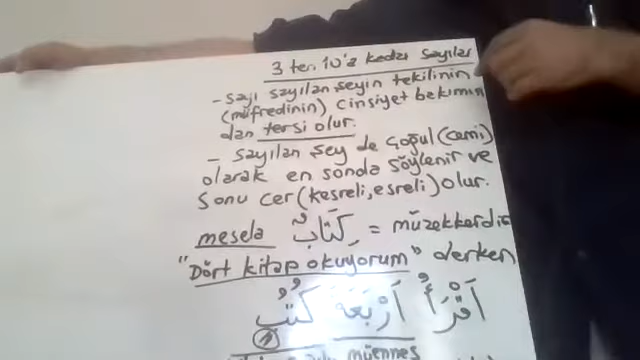 3 ten 10'a kadar sayılar
- sayı sayılan şeyin tekilinin
(müfredinin) cinsiyet bakımın
dan tersi olur.
- sayılan şey de çoğul (cemi)
olarak en sonda söylenir ve
sonu cer (kesreli, esreli) olur.
mesela كِتَابٌ = müzekkerdir
"Dört kitap okuyorum" derken
اَقْرَأُ اَرْبَعَةَ كُتُبٍ
müennes